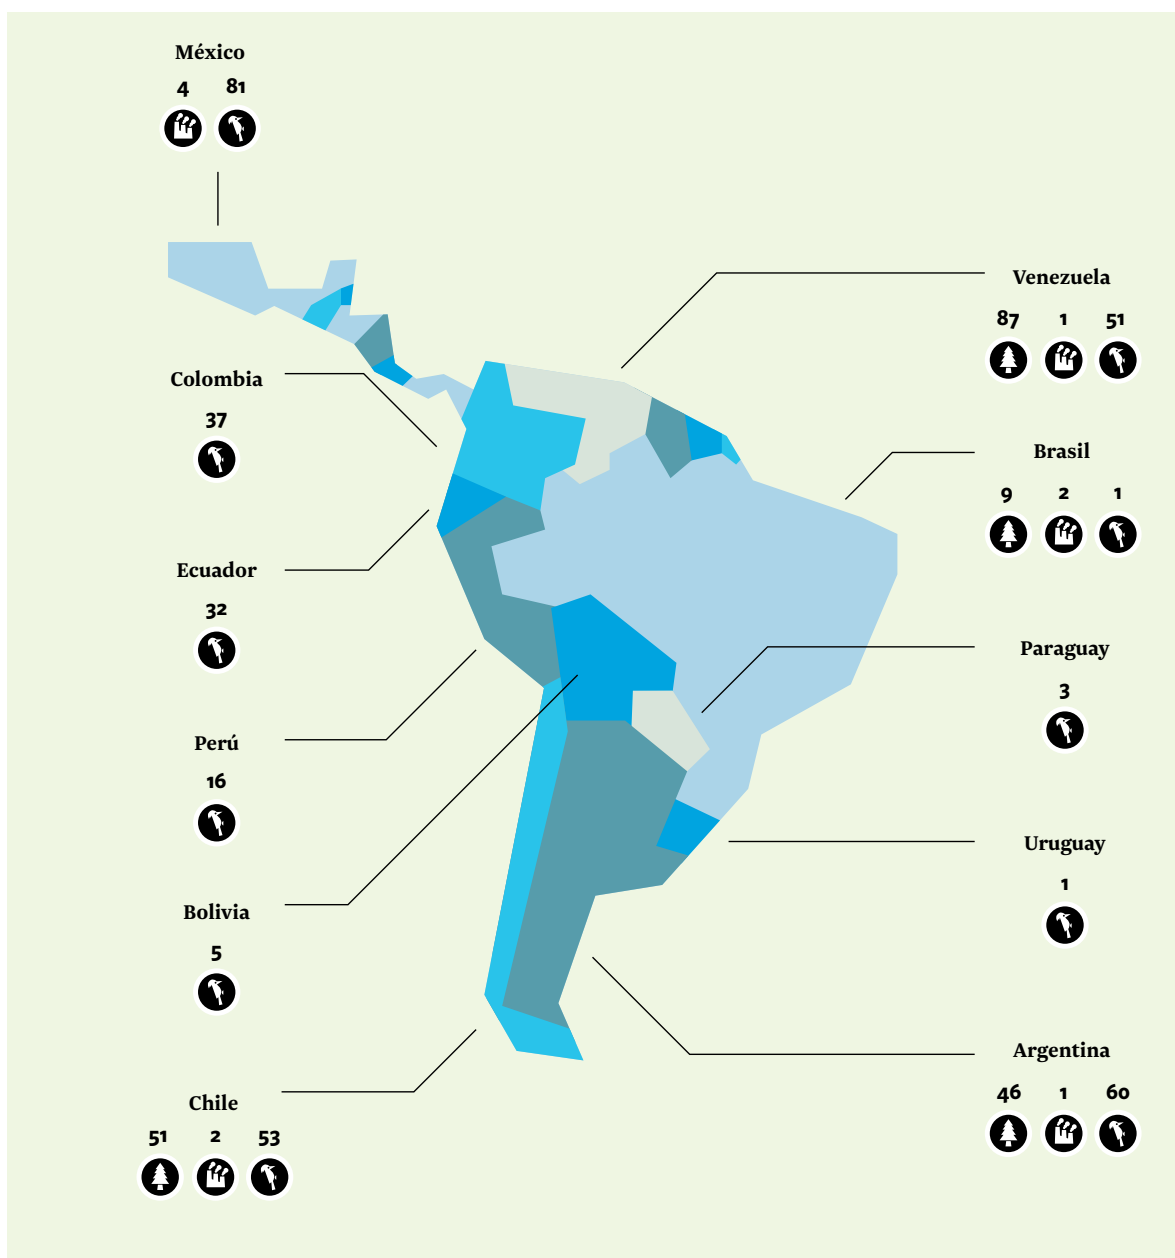 México
4 81
Colombia
37
Ecuador
32
Perú
16
Bolivia
5
Chile
51 2 53
Venezuela
87 1 51
Brasil
9 2 1
Paraguay
3
Uruguay
1
Argentina
46 1 60